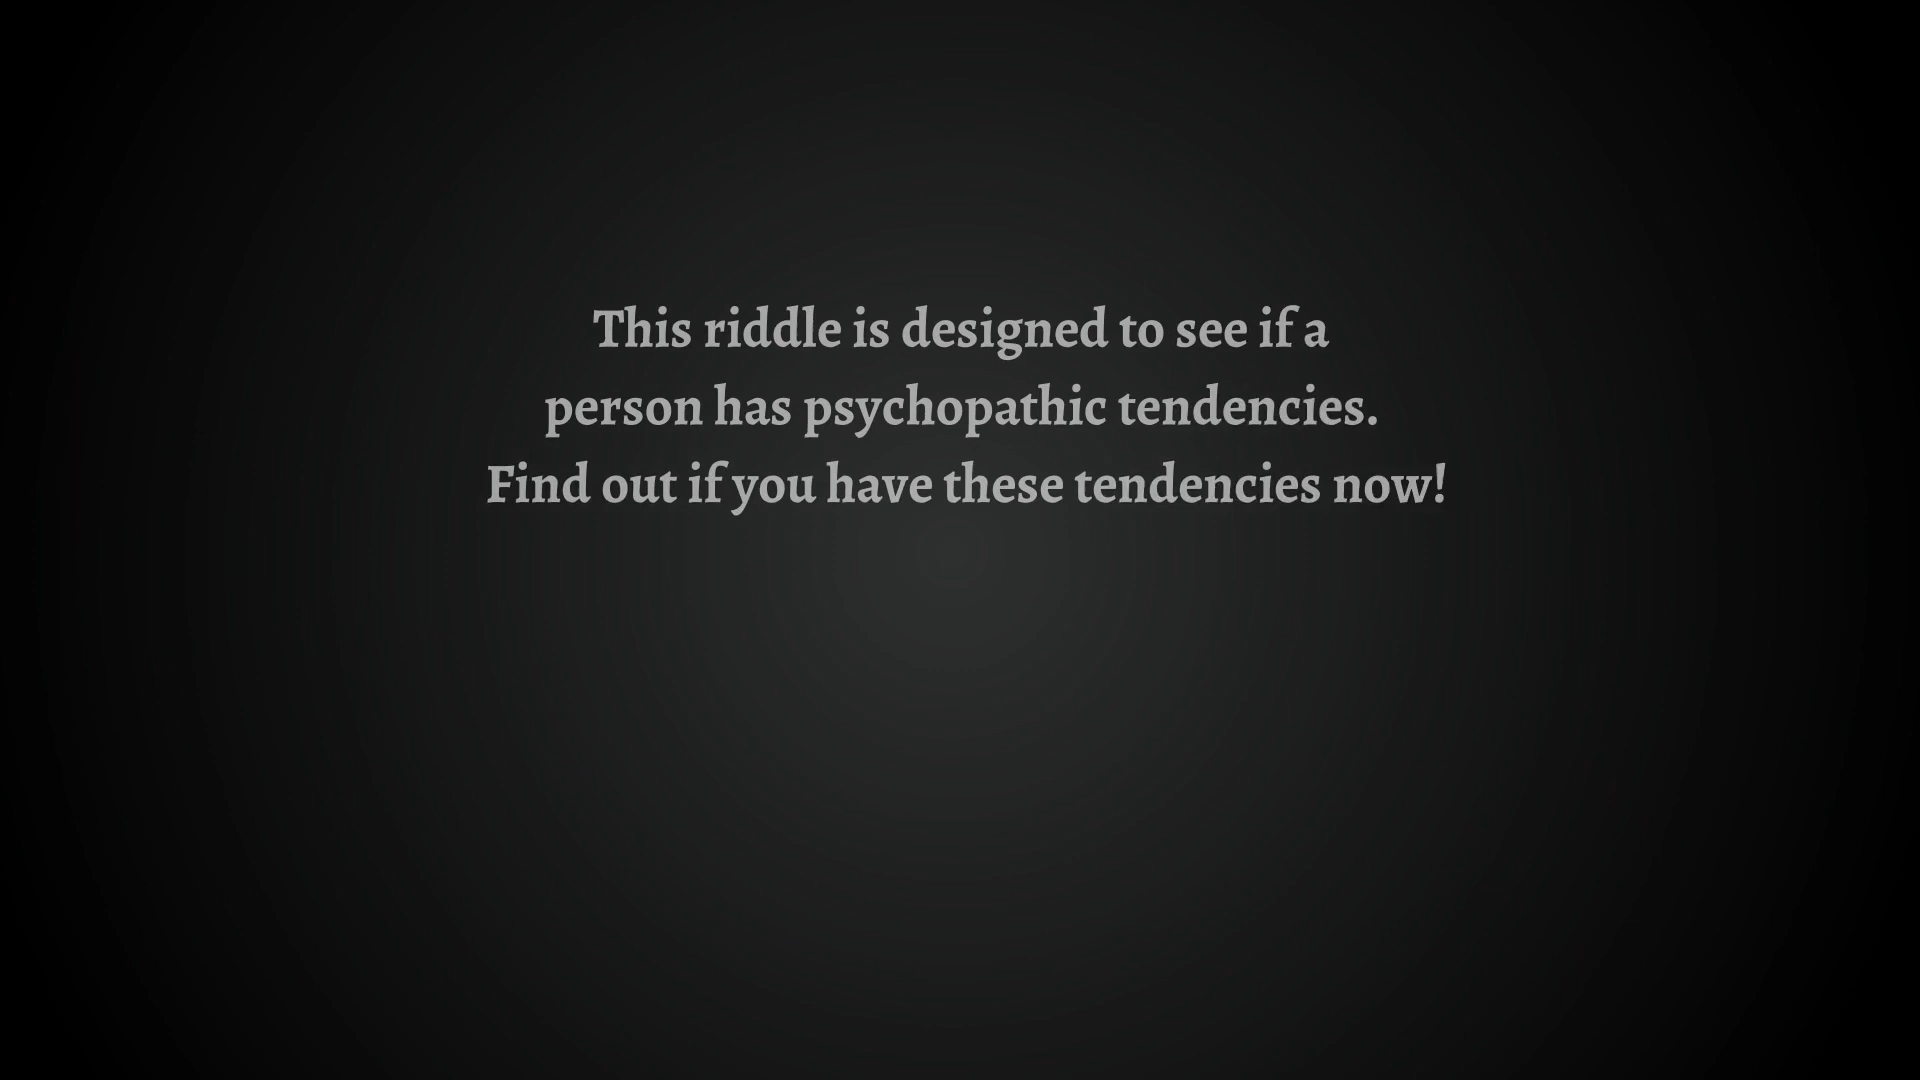 This riddle is designed to see if a
person has psychopathic tendencies.
Find out if you have these tendencies now!